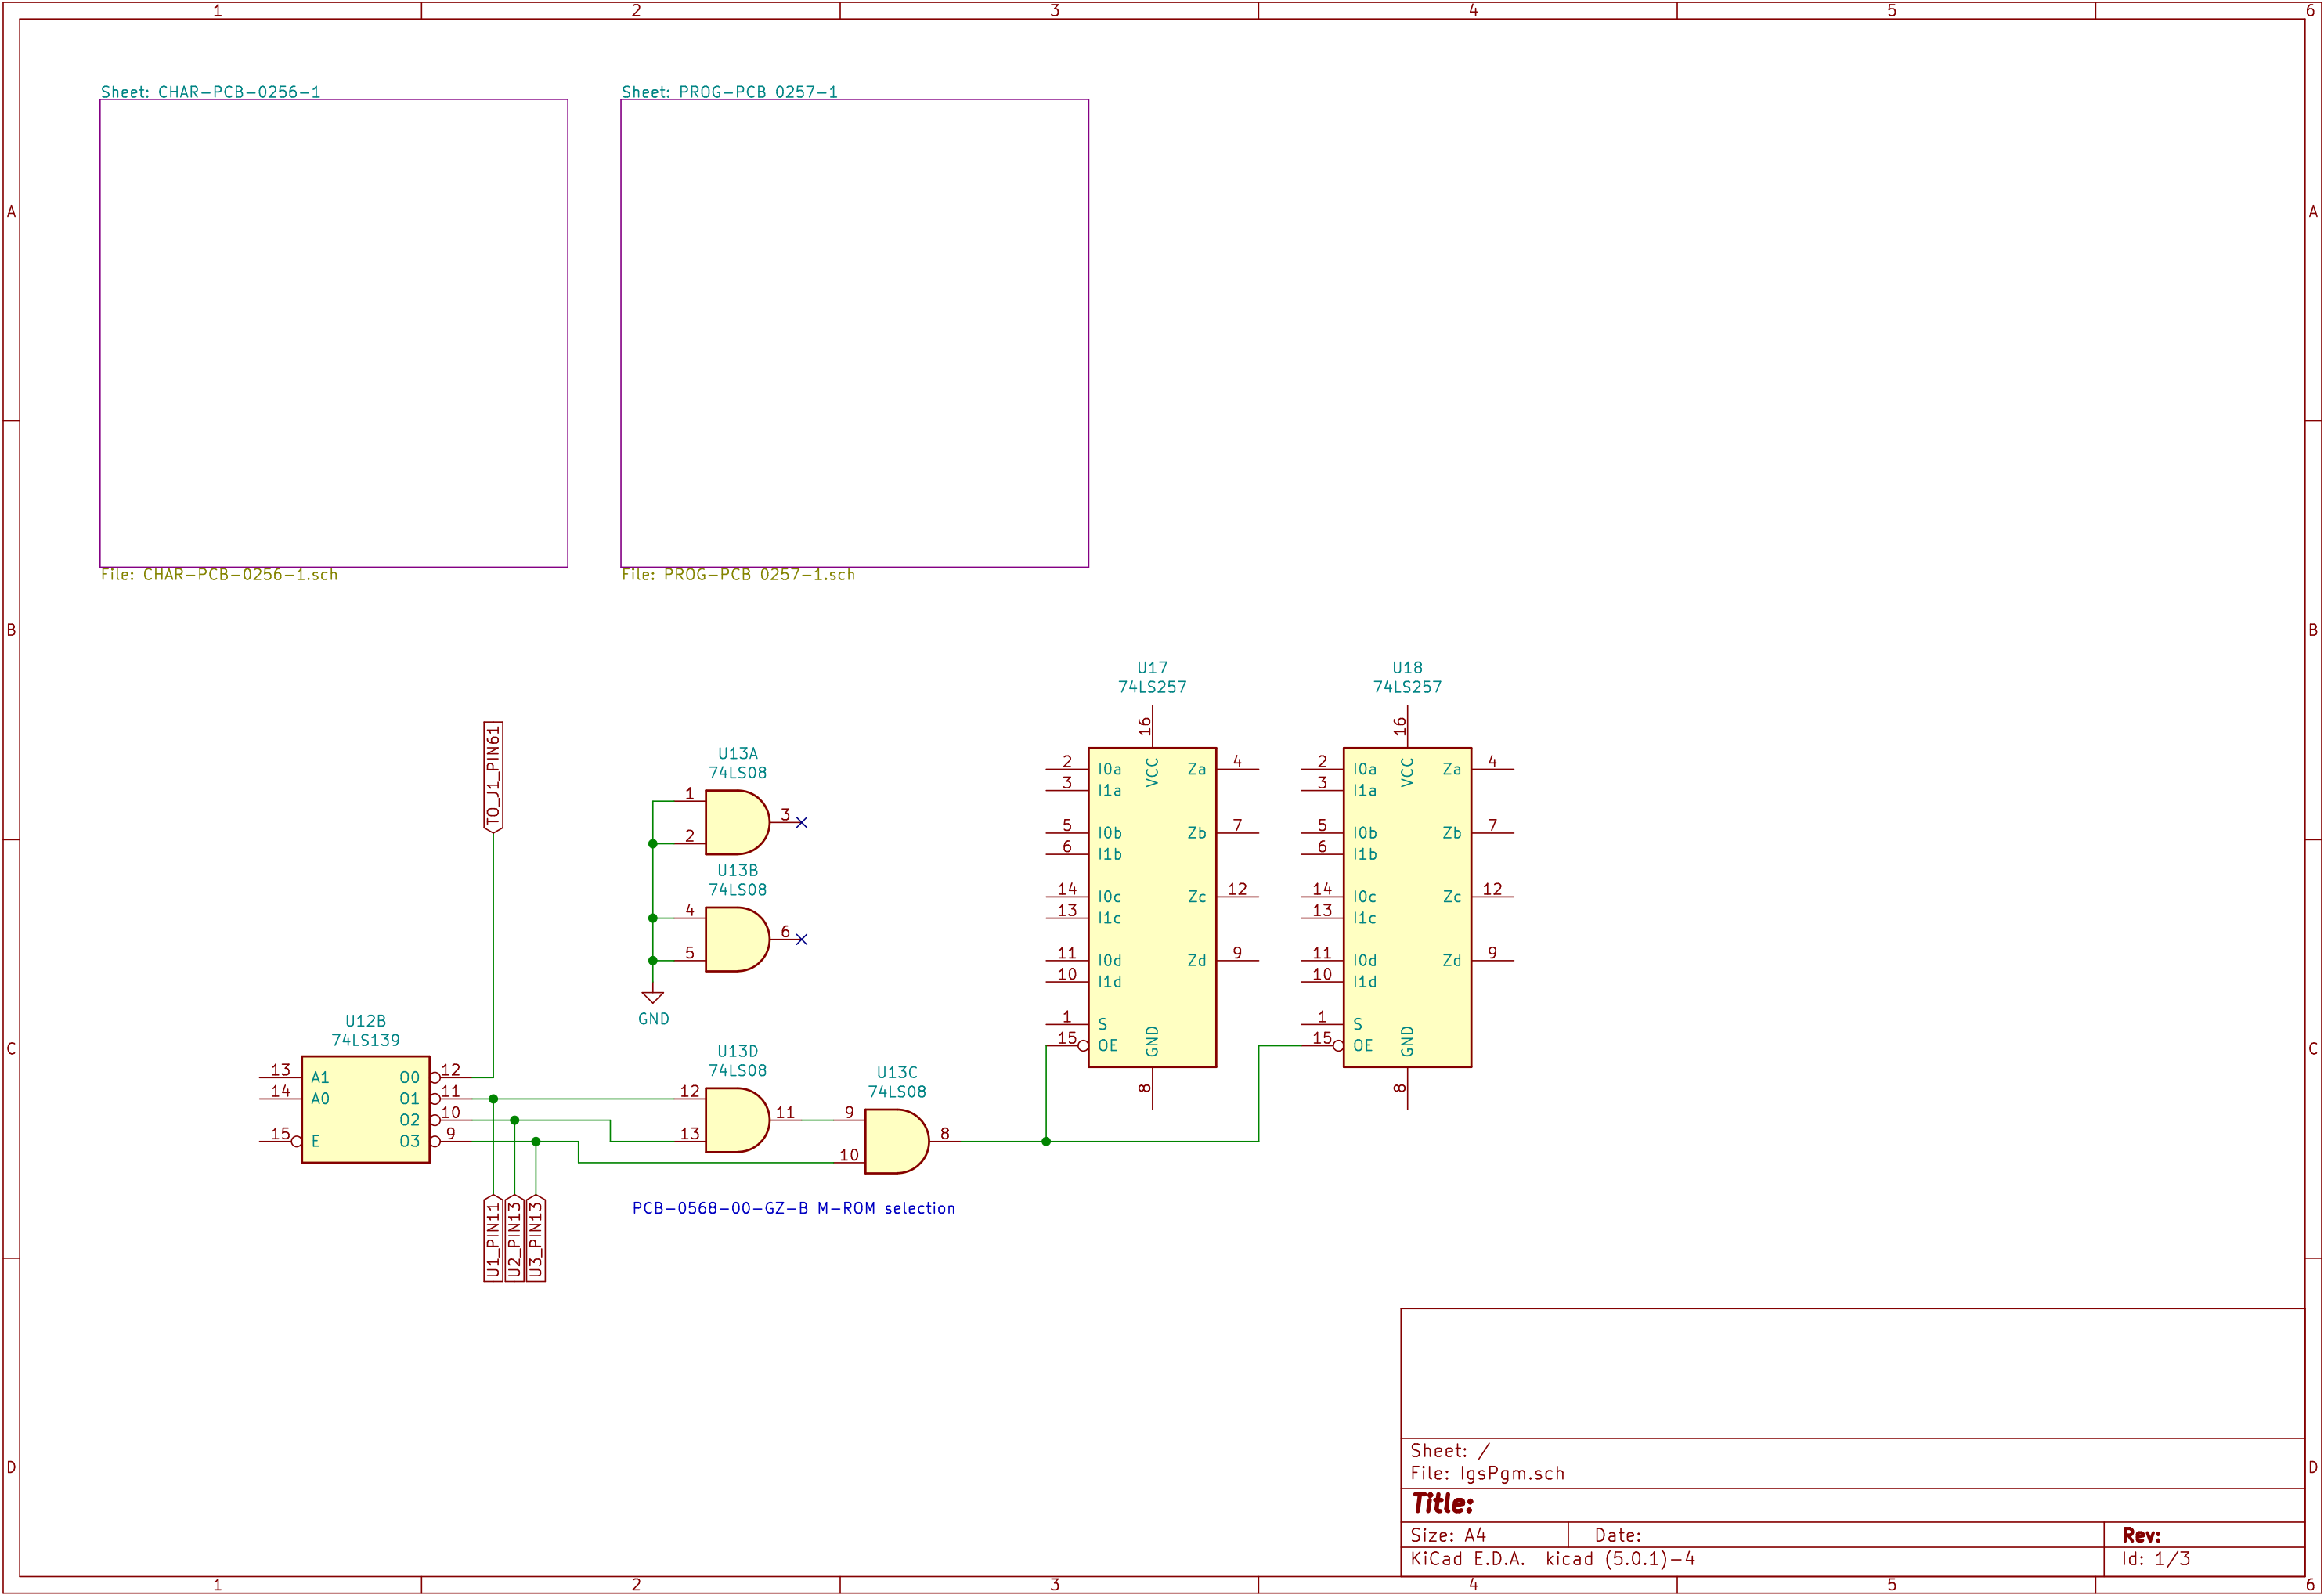 1 2 3 4 5 6
Sheet: CHAR-PCB-0256-1
Sheet: PROG-PCB 0257-1
A A
File: CHAR-PCB-0256-1.sch
File: PROG-PCB 0257-1.sch
B B
TO_J1_PIN61
U13A
74LS08
1
2
3
U13B
74LS08
4
5
6
GND
U17
74LS257
16
VCC
2 I0a Za 4
3 I1a
5 I0b Zb 7
6 I1b
14 I0c Zc 12
13 I1c
11 I0d Zd 9
10 I1d
1 S
15 OE
GND
8
U18
74LS257
16
VCC
2 I0a Za 4
3 I1a
5 I0b Zb 7
6 I1b
14 I0c Zc 12
13 I1c
11 I0d Zd 9
10 I1d
1 S
15 OE
GND
8
C C
U12B
74LS139
13 A1 O0 12
14 A0 O1 11
O2 10
15 E O3 9
U13D
74LS08
12
13
11
U13C
74LS08
9
10
8
U1_PIN11
U2_PIN13
U3_PIN13
PCB-0568-00-GZ-B M-ROM selection
D D
Sheet: /
File: IgsPgm.sch
Title:
Size: A4 Date: Rev:
KiCad E.D.A. kicad (5.0.1)-4 Id: 1/3
1 2 3 4 5 6